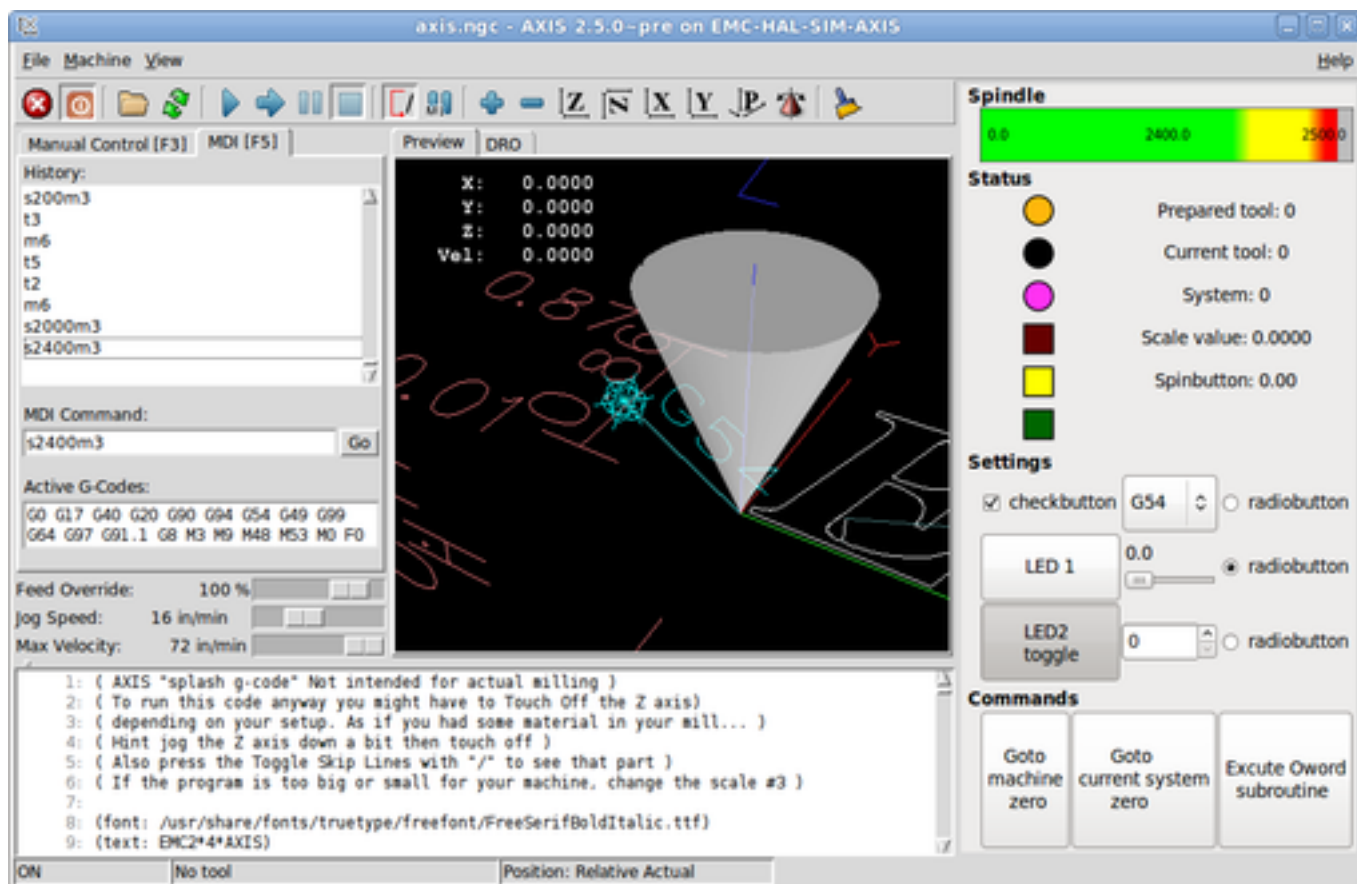 axis.ngc - AXIS 2.5.0~pre on EMC-HAL-SIM-AXIS
File Machine View Help
Manual Control [F3] MDI [F5]
History:
s200m3
t3
m6
t5
t2
m6
s2000m3
s2400m3
MDI Command:
s2400m3 Go
Active G-Codes:
G0 G17 G40 G20 G90 G94 G54 G49 G99
G64 G97 G91.1 G8 M3 M9 M48 M53 M0 F0
Feed Override: 100 %
Jog Speed: 16 in/min
Max Velocity: 72 in/min
Z N X Y P
Preview DRO
X: 0.0000
Y: 0.0000
Z: 0.0000
Vel: 0.0000
G54
Spindle
0.0 2400.0 2500.0
Status
Prepared tool: 0
Current tool: 0
System: 0
Scale value: 0.0000
Spinbutton: 0.00
Settings
checkbutton G54 radiobutton
LED 1 0.0 radiobutton
LED2
toggle 0 radiobutton
Commands
Goto
machine
zero
Goto
current system
zero
Excute Oword
subroutine
1: ( AXIS "splash g-code" Not intended for actual milling )
2: ( To run this code anyway you might have to Touch Off the Z axis)
3: ( depending on your setup. As if you had some material in your mill... )
4: ( Hint jog the Z axis down a bit then touch off )
5: ( Also press the Toggle Skip Lines with "/" to see that part )
6: ( If the program is too big or small for your machine, change the scale #3 )
7:
8: (font: /usr/share/fonts/truetype/freefont/FreeSerifBoldItalic.ttf)
9: (text: EMC2*4*AXIS)
ON No tool Position: Relative Actual